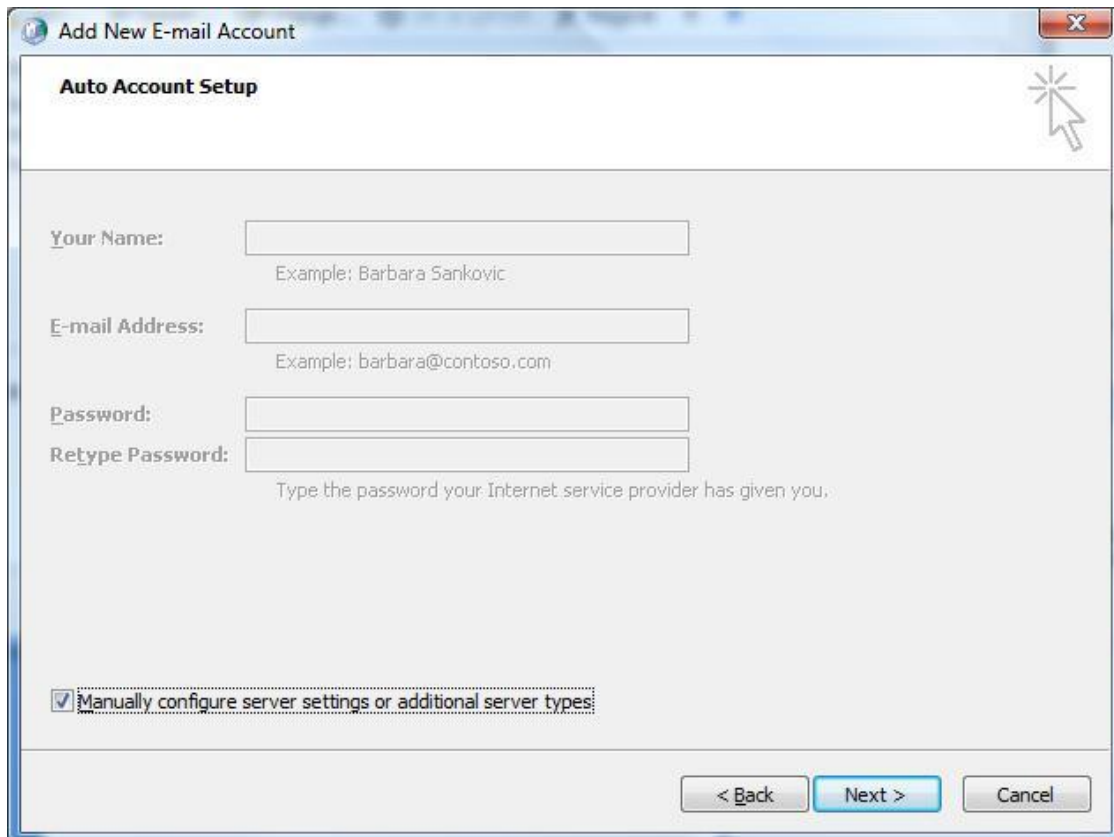 Add New E-mail Account
Auto Account Setup
Your Name:
Example: Barbara Sankovic
E-mail Address:
Example: barbara@contoso.com
Password:
Retype Password:
Type the password your Internet service provider has given you.
Manually configure server settings or additional server types
< Back Next > Cancel